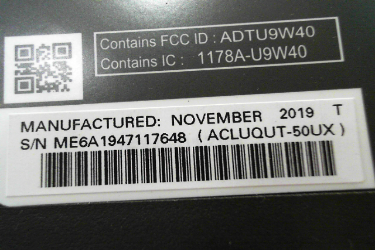 Contains FCC ID : ADTU9W40
Contains IC : 1178A-U9W40
MANUFACTURED: NOVEMBER 2019 T
S/N ME6A1947117648 ( ACLUQUT-50UX )